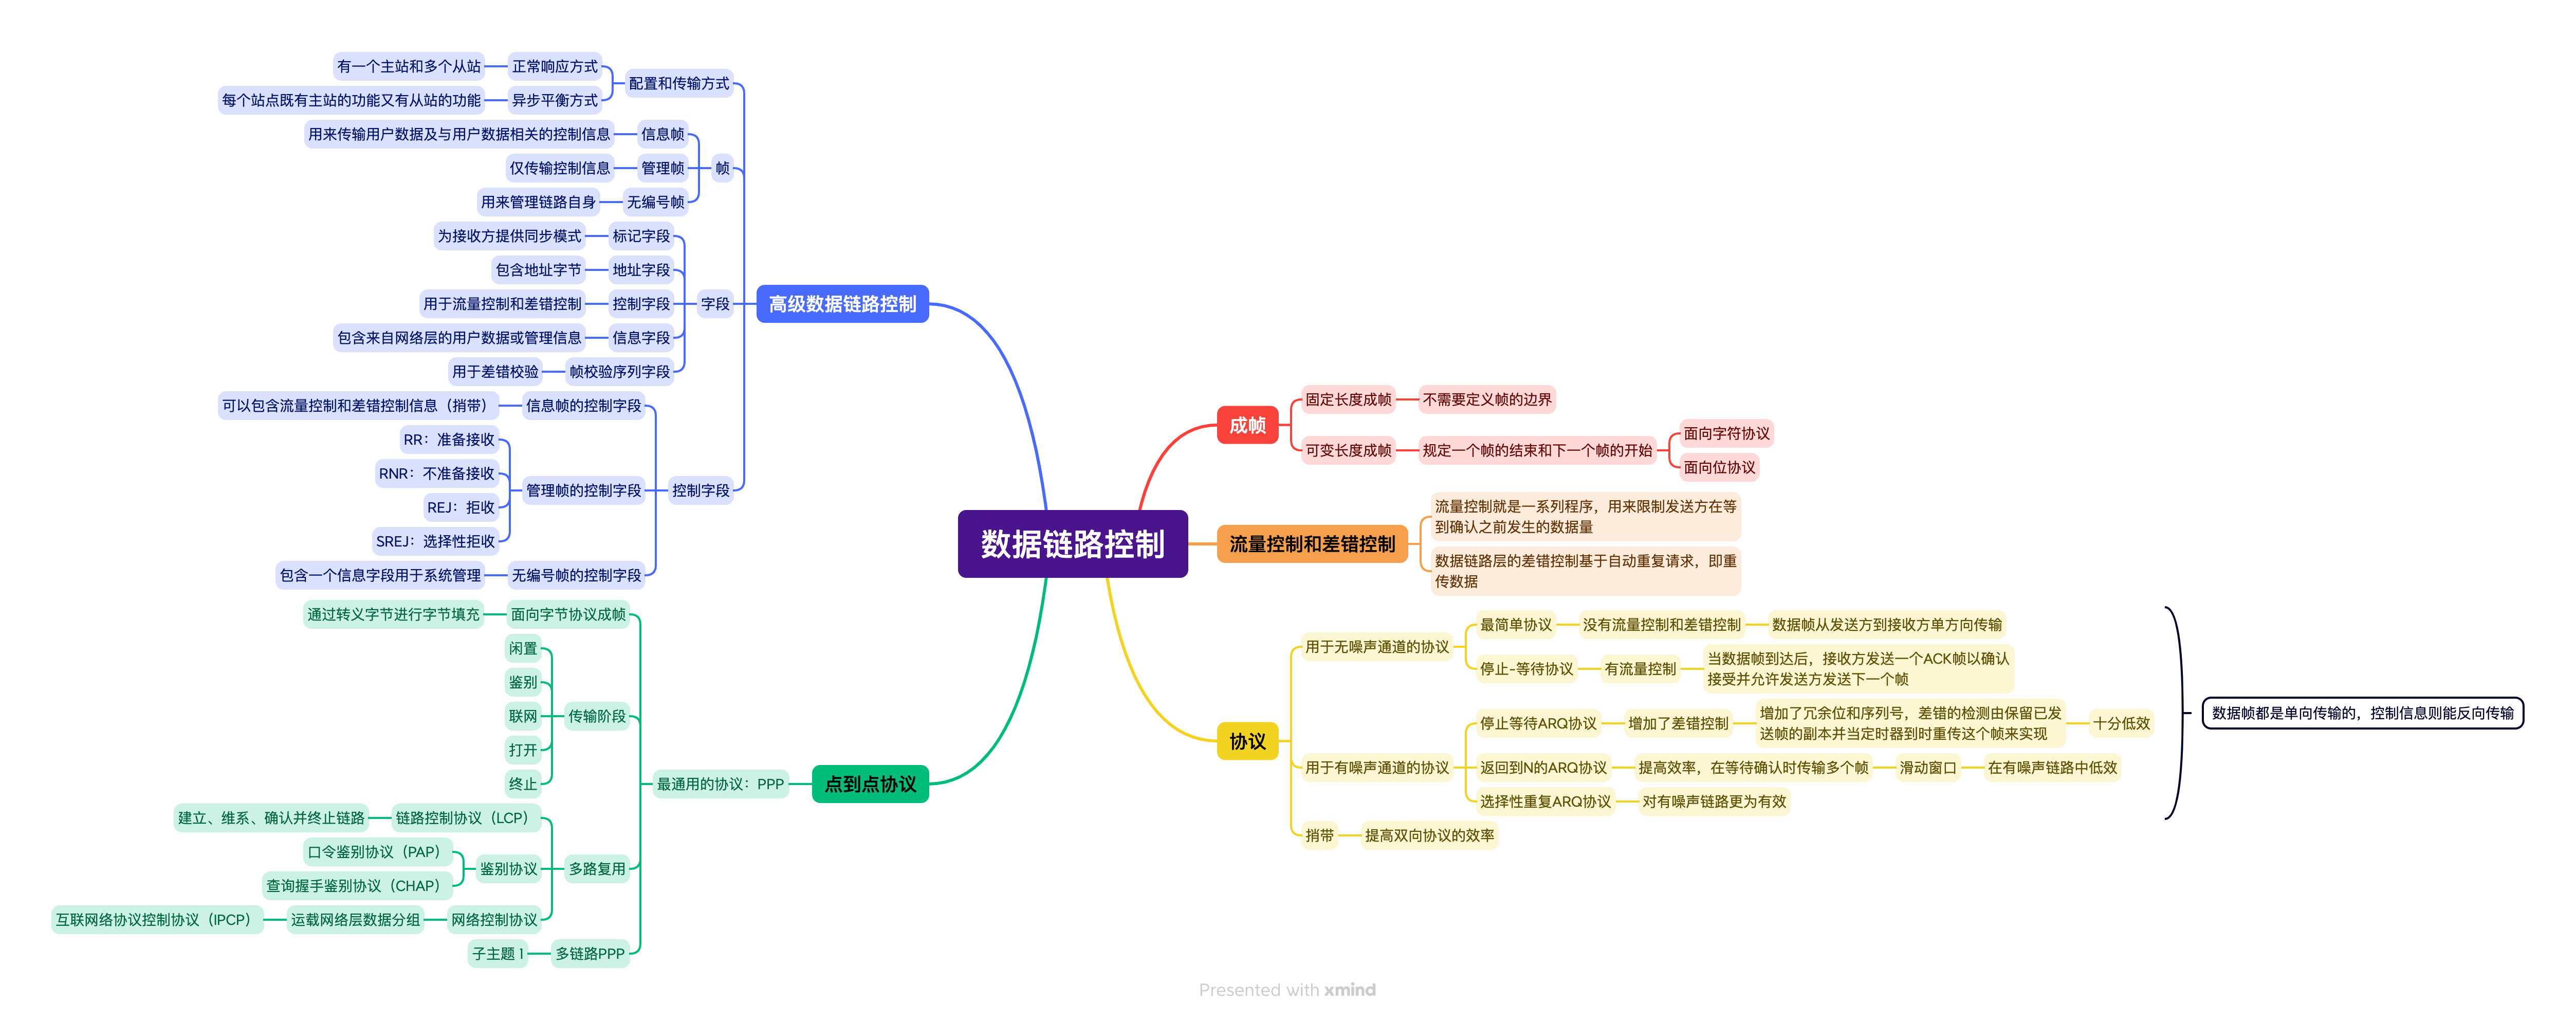 数据链路控制
成帧
固定长度成帧
不需要定义帧的边界
可变长度成帧
规定一个帧的结束和下一个帧的开始
面向字符协议
面向位协议
流量控制和差错控制
流量控制就是一系列程序，用来限制发送方在等
到确认之前发生的数据量
数据链路层的差错控制基于自动重复请求，即重
传数据
协议
用于无噪声通道的协议
最简单协议
没有流量控制和差错控制
数据帧从发送方到接收方单方向传输
停止-等待协议
有流量控制
当数据帧到达后，接收方发送一个ACK帧以确认
接受并允许发送方发送下一个帧
用于有噪声通道的协议
停止等待ARQ协议
增加了差错控制
增加了冗余位和序列号，差错的检测由保留已发
送帧的副本并当定时器到时重传这个帧来实现
十分低效
返回到N的ARQ协议
提高效率，在等待确认时传输多个帧
滑动窗口
在有噪声链路中低效
选择性重复ARQ协议
对有噪声链路更为有效
捎带
提高双向协议的效率
数据帧都是单向传输的，控制信息则能反向传输
高级数据链路控制
配置和传输方式
正常响应方式
有一个主站和多个从站
异步平衡方式
每个站点既有主站的功能又有从站的功能
帧
信息帧
用来传输用户数据及与用户数据相关的控制信息
管理帧
仅传输控制信息
无编号帧
用来管理链路自身
字段
标记字段
为接收方提供同步模式
地址字段
包含地址字节
控制字段
用于流量控制和差错控制
信息字段
包含来自网络层的用户数据或管理信息
帧校验序列字段
用于差错校验
控制字段
信息帧的控制字段
可以包含流量控制和差错控制信息（捎带）
管理帧的控制字段
RR：准备接收
RNR：不准备接收
REJ：拒收
SREJ：选择性拒收
无编号帧的控制字段
包含一个信息字段用于系统管理
点到点协议
最通用的协议：PPP
面向字节协议成帧
通过转义字节进行字节填充
传输阶段
闲置
鉴别
联网
打开
终止
多路复用
链路控制协议（LCP）
建立、维系、确认并终止链路
鉴别协议
口令鉴别协议（PAP）
查询握手鉴别协议（CHAP）
网络控制协议
运载网络层数据分组
互联网络协议控制协议（IPCP）
多链路PPP
子主题 1
Presented with xmind